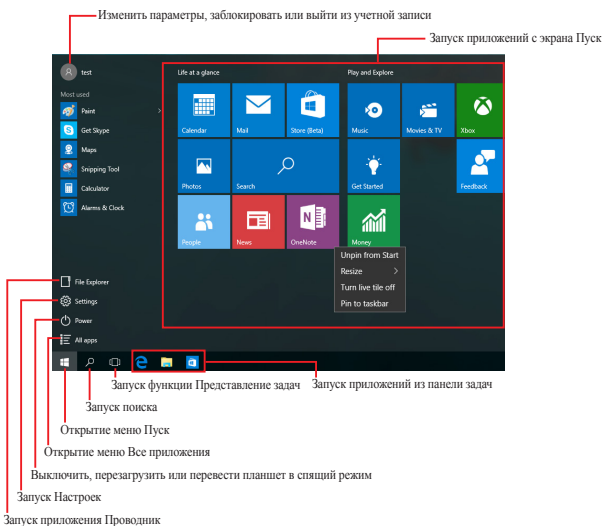 Изменить параметры, заблокировать или выйти из учетной записи
Запуск приложений с экрана Пуск
test
Life at a glance
Play and Explore
Most used
Paint
Get Skype
Maps
Snipping Tool
Calculator
Alarms & Clock
Calendar
Mail
Store (Beta)
Music
Movies & TV
Xbox
Photos
Search
Get Started
Feedback
People
News
OneNote
Money
Unpin from Start
Resize
Turn live tile off
Pin to taskbar
File Explorer
Settings
Power
All apps
Запуск функции Представление задач
Запуск приложений из панели задач
Запуск поиска
Открытие меню Пуск
Открытие меню Все приложения
Выключить, перезагрузить или перевести планшет в спящий режим
Запуск Настроек
Запуск приложения Проводник